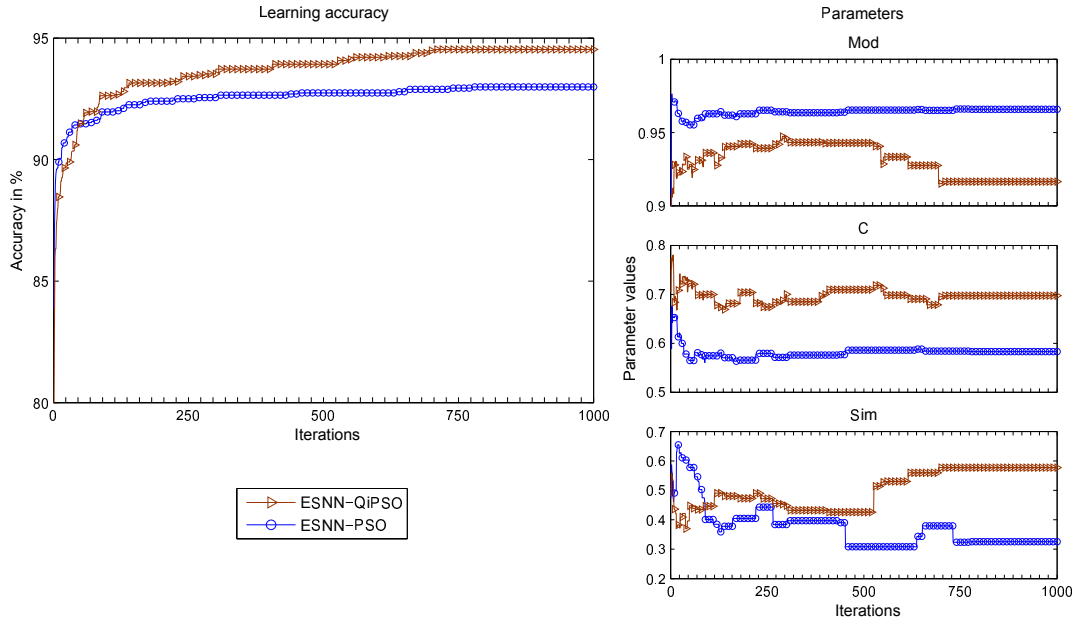 Learning accuracy
95
90
85
80
Accuracy in %
0
250
500
750
1000
Iterations
ESNN-QiPSO
ESNN-PSO
Parameters
Mod
1
0.95
0.9
C
0.8
0.7
0.6
0.5
Parameter values
Sim
0.7
0.6
0.5
0.4
0.3
0.2
0
250
500
750
1000
Iterations